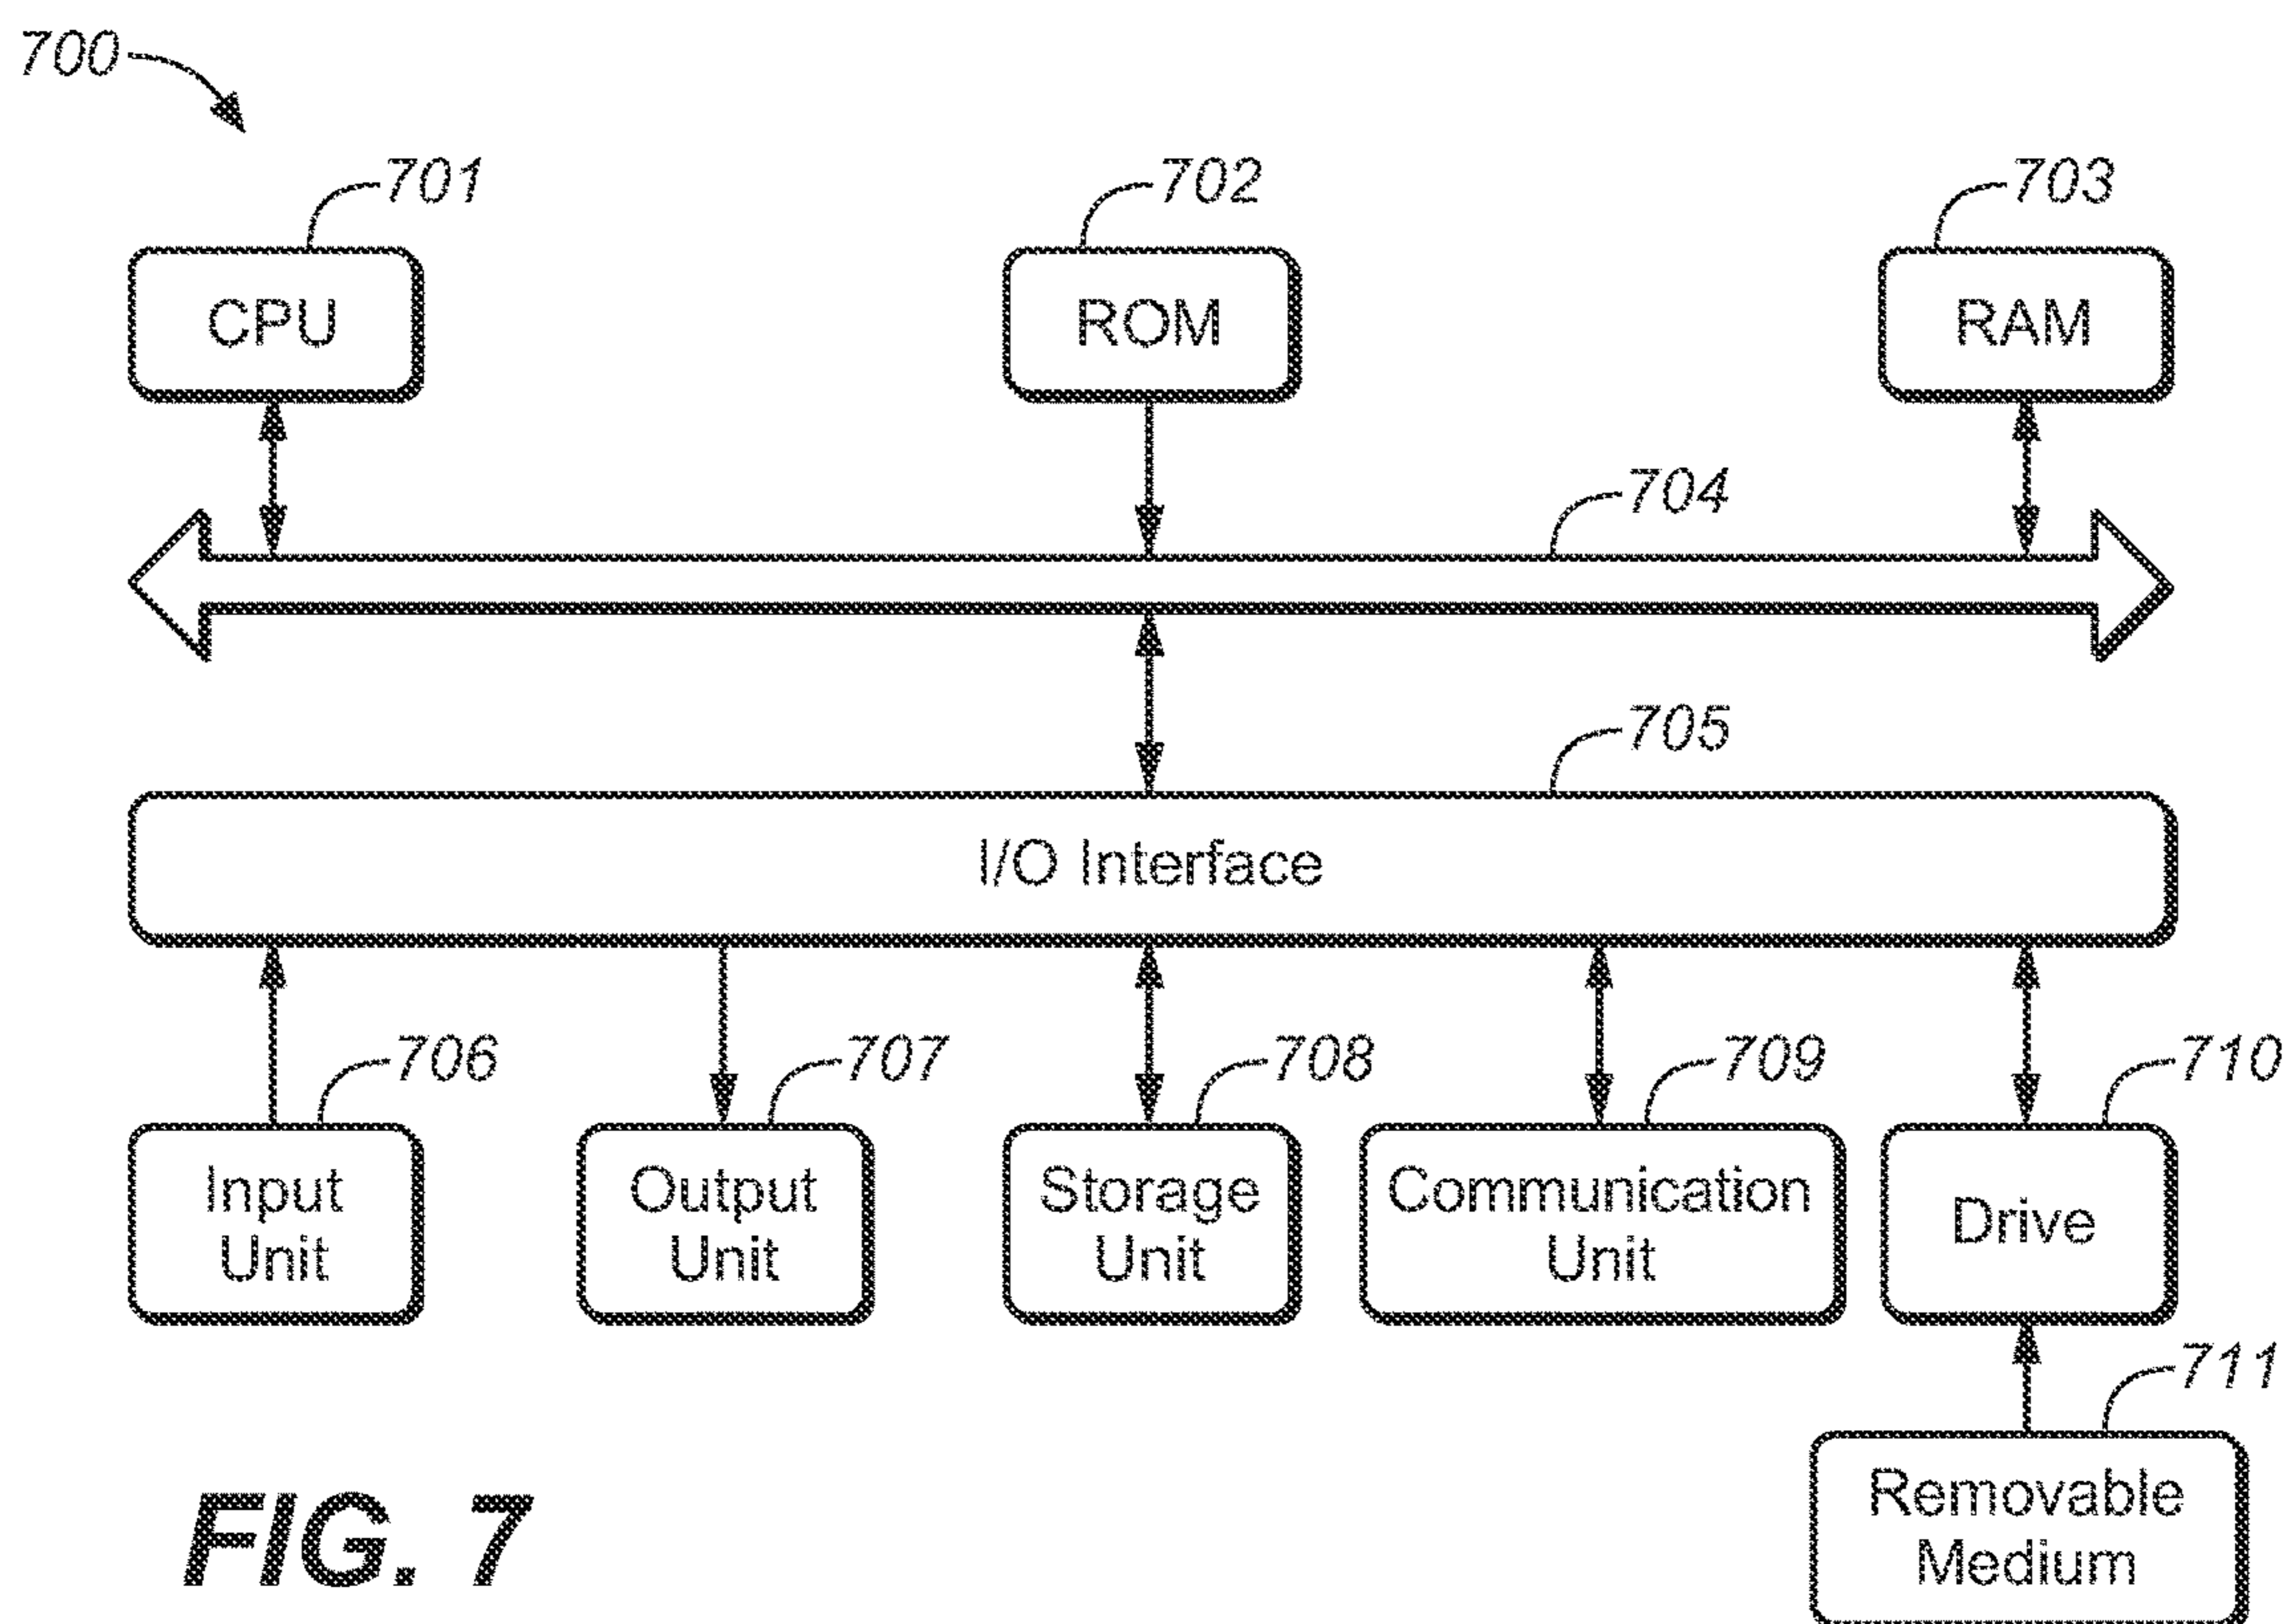 700
701
702
703
CPU
ROM
RAM
704
705
I/O Interface
706
707
708
709
710
Input
Unit
Output
Unit
Storage
Unit
Communication
Unit
Drive
711
Removable
Medium
FIG. 7